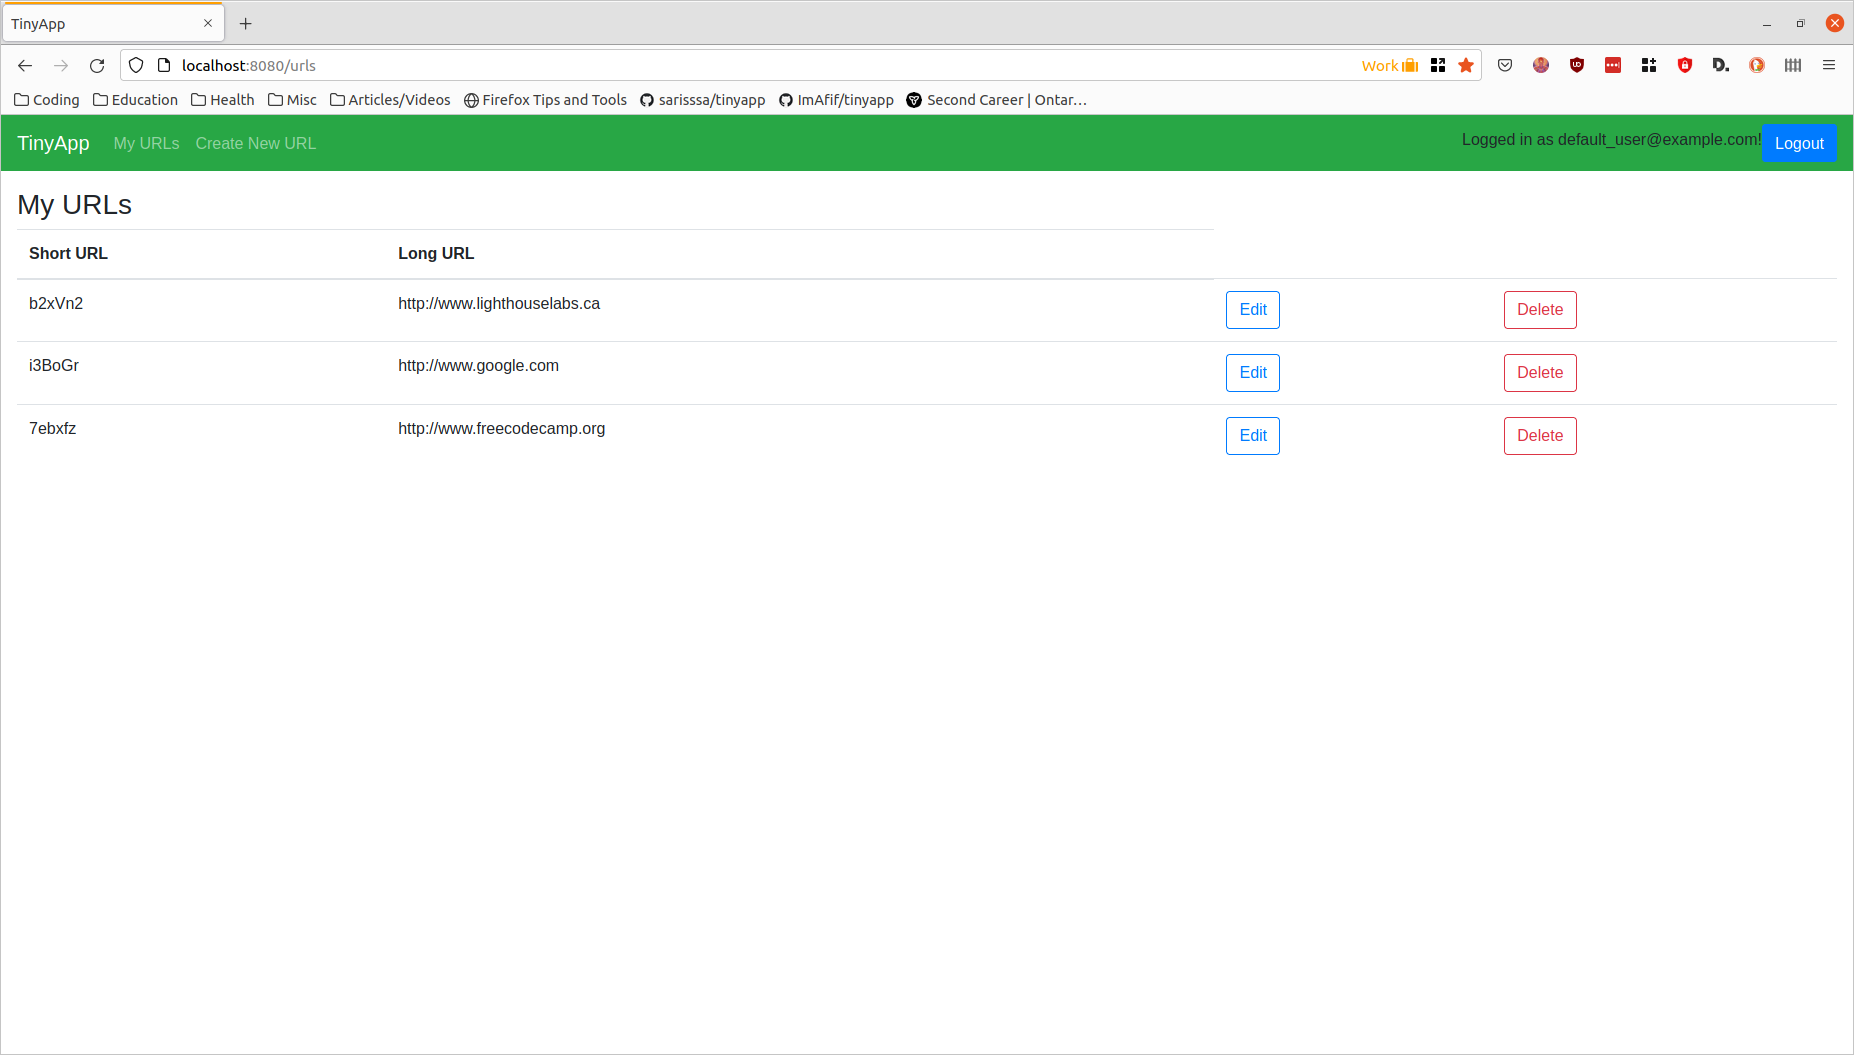 TinyApp
localhost:8080/urls Work
Coding Education Health Misc Articles/Videos Firefox Tips and Tools sarisssa/tinyapp ImAfif/tinyapp Second Career | Ontar…
TinyApp My URLs Create New URL Logged in as default_user@example.com! Logout
My URLs
Short URL Long URL
b2xVn2 http://www.lighthouselabs.ca Edit Delete
i3BoGr http://www.google.com Edit Delete
7ebxfz http://www.freecodecamp.org Edit Delete